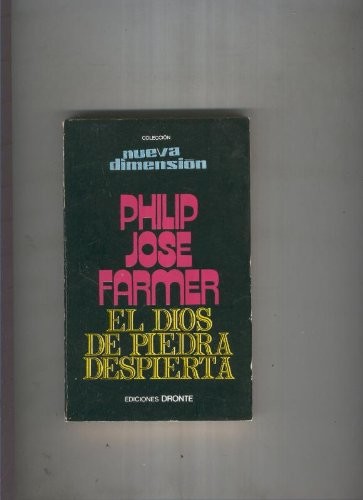 COLECCIÓN
nueva
dimensión
PHILIP
JOSE
FARMER
EL DIOS
DE PIEDRA
DESPIERTA
EDICIONES DRONTE